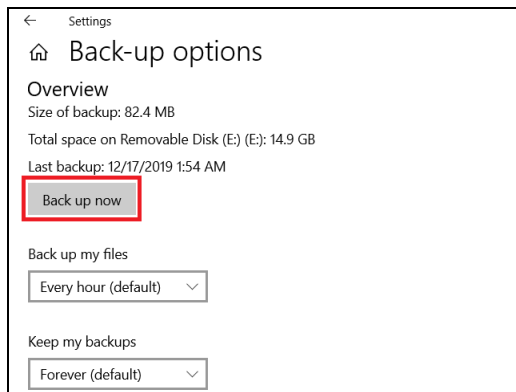 Settings
Back-up options
Overview
Size of backup: 82.4 MB
Total space on Removable Disk (E:) (E:): 14.9 GB
Last backup: 12/17/2019 1:54 AM
Back up now
Back up my files
Every hour (default)
Keep my backups
Forever (default)